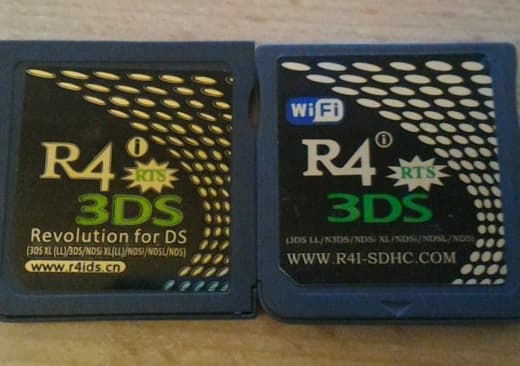 R4 i
RTS
3DS
Revolution for DS
(3DS XL (LL)/3DS/NDSi XL(LL)/NDSi/NDSL/NDS)
www.r4ids.cn
WiFi
R4 i
RTS
3DS
(3DS LL/N3DS/NDSi XL/NDSi/NDSL/NDS)
WWW.R4I-SDHC.COM